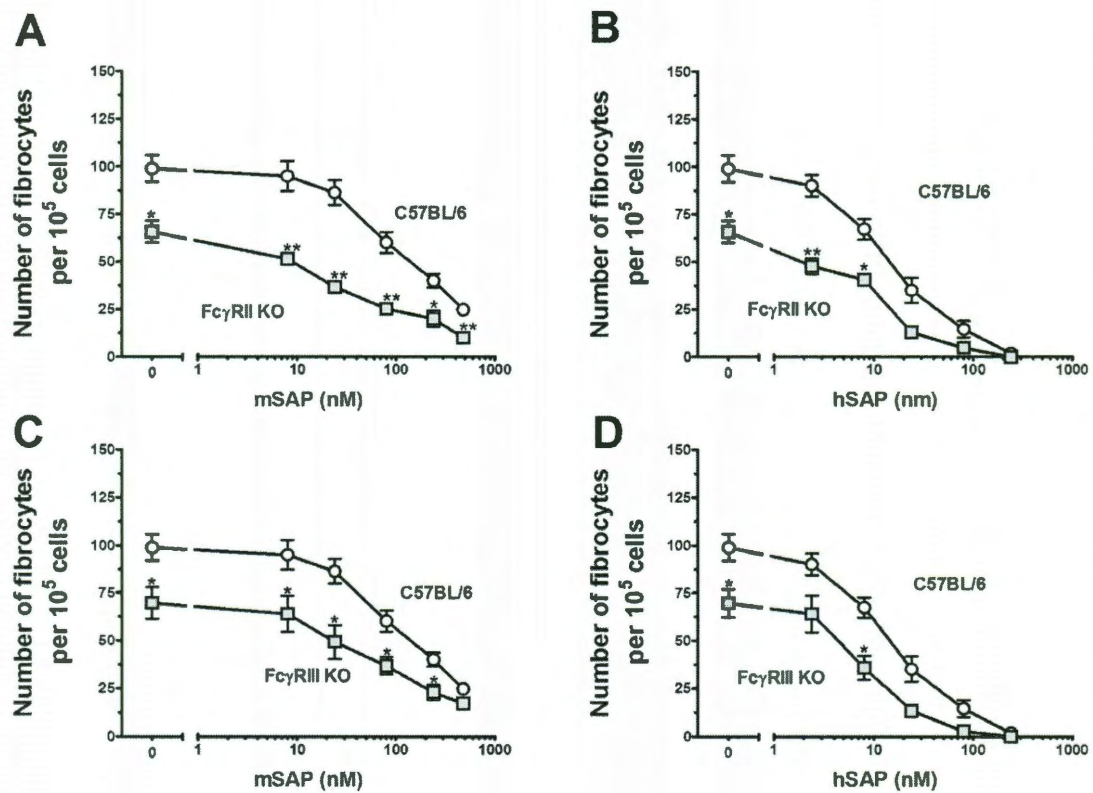 A
Number of fibrocytes
per 10⁵ cells
150
125
100
75
50
25
0
*
**
**
**
*
**
C57BL/6
FcγRII KO
0
1
10
100
1000
mSAP (nM)
B
Number of fibrocytes
per 10⁵ cells
150
125
100
75
50
25
0
*
**
*
C57BL/6
FcγRII KO
0
1
10
100
1000
hSAP (nm)
C
Number of fibrocytes
per 10⁵ cells
150
125
100
75
50
25
0
*
*
*
*
*
C57BL/6
FcγRIII KO
0
1
10
100
1000
mSAP (nM)
D
Number of fibrocytes
per 10⁵ cells
150
125
100
75
50
25
0
*
*
C57BL/6
FcγRIII KO
0
1
10
100
1000
hSAP (nM)